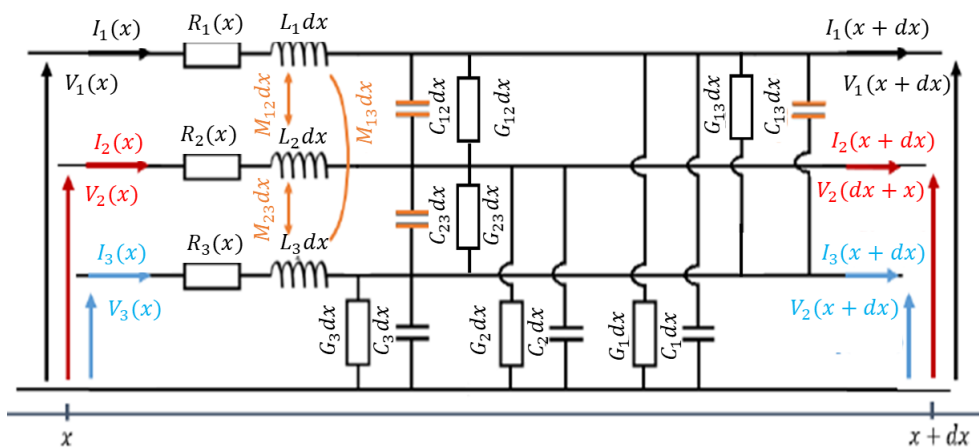 I₁(x)
R₁(x)
L₁dx
I₁(x + dx)
V₁(x)
V₁(x + dx)
M₁₂dx
M₁₃dx
C₁₂dx
G₁₂dx
G₁₃dx
C₁₃dx
I₂(x)
R₂(x)
L₂dx
I₂(x + dx)
V₂(x)
V₂(dx + x)
M₂₃dx
C₂₃dx
G₂₃dx
I₃(x)
R₃(x)
L₃dx
I₃(x + dx)
V₃(x)
V₂(x + dx)
G₃dx
C₃dx
G₂dx
C₂dx
G₁dx
C₁dx
x
x + dx